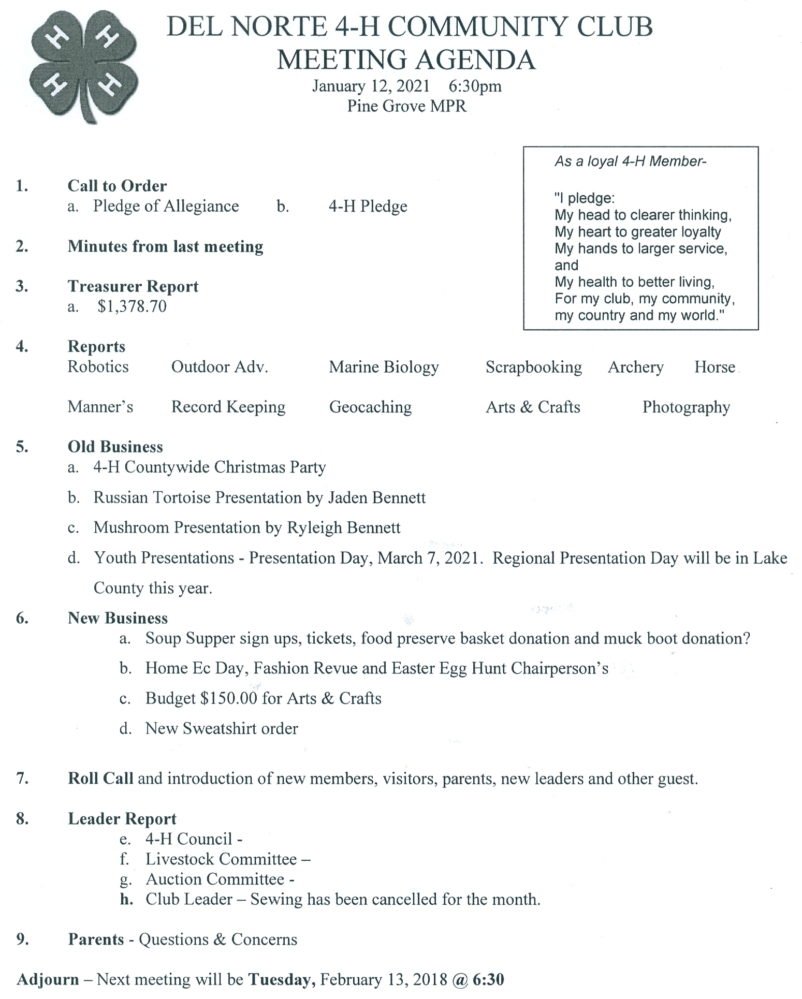 H H
H H
DEL NORTE 4-H COMMUNITY CLUB
MEETING AGENDA
January 12, 2021 6:30pm
Pine Grove MPR
As a loyal 4-H Member-
"I pledge:
My head to clearer thinking,
My heart to greater loyalty
My hands to larger service,
and
My health to better living,
For my club, my community,
my country and my world."
1. Call to Order
a. Pledge of Allegiance b. 4-H Pledge
2. Minutes from last meeting
3. Treasurer Report
a. $1,378.70
4. Reports
Robotics Outdoor Adv. Marine Biology Scrapbooking Archery Horse
Manner's Record Keeping Geocaching Arts & Crafts Photography
5. Old Business
a. 4-H Countywide Christmas Party
b. Russian Tortoise Presentation by Jaden Bennett
c. Mushroom Presentation by Ryleigh Bennett
d. Youth Presentations - Presentation Day, March 7, 2021. Regional Presentation Day will be in Lake
County this year.
6. New Business
a. Soup Supper sign ups, tickets, food preserve basket donation and muck boot donation?
b. Home Ec Day, Fashion Revue and Easter Egg Hunt Chairperson's
c. Budget $150.00 for Arts & Crafts
d. New Sweatshirt order
7. Roll Call and introduction of new members, visitors, parents, new leaders and other guest.
8. Leader Report
e. 4-H Council -
f. Livestock Committee –
g. Auction Committee -
h. Club Leader – Sewing has been cancelled for the month.
9. Parents - Questions & Concerns
Adjourn – Next meeting will be Tuesday, February 13, 2018 @ 6:30